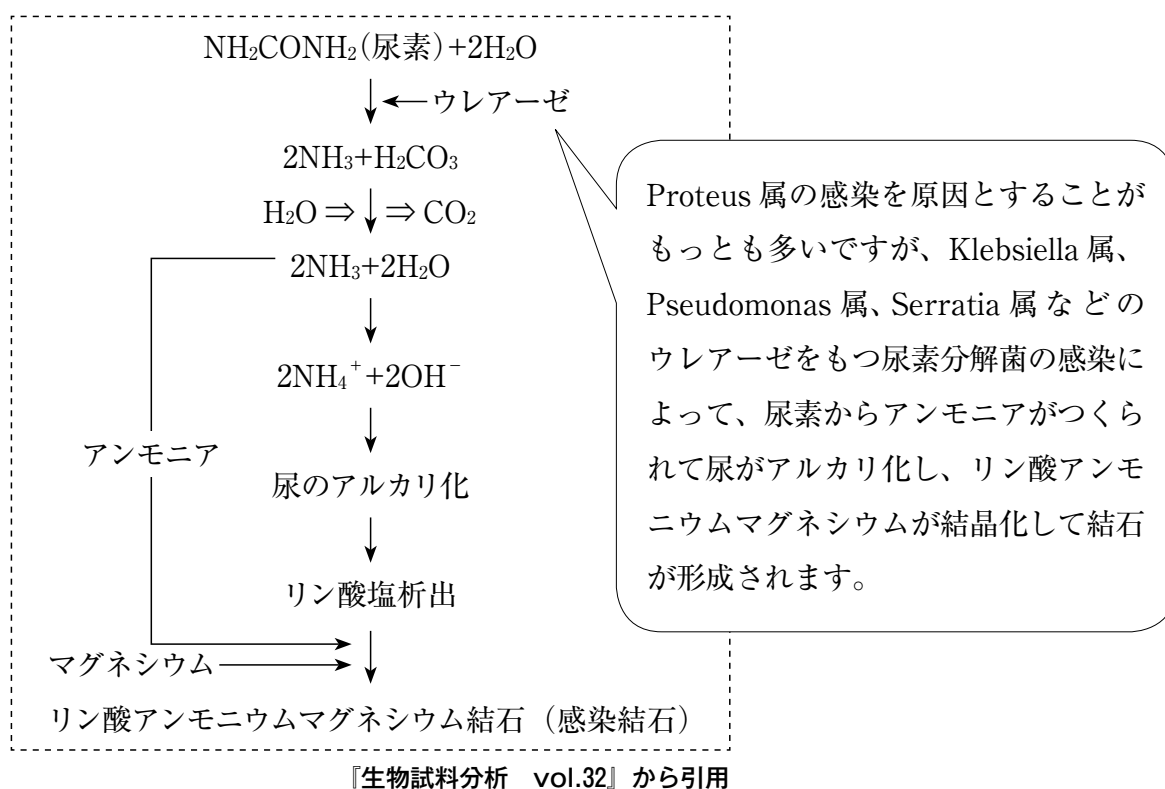 NH₂CONH₂(尿素)+2H₂O
ウレアーゼ
2NH₃+H₂CO₃
H₂O ⇒ ⇒ CO₂
2NH₃+2H₂O
2NH₄⁺+2OH⁻
アンモニア
尿のアルカリ化
リン酸塩析出
マグネシウム
リン酸アンモニウムマグネシウム結石(感染結石)
Proteus 属の感染を原因とすることが
もっとも多いですが、Klebsiella 属、
Pseudomonas 属、Serratia 属などの
ウレアーゼをもつ尿素分解菌の感染に
よって、尿素からアンモニアがつくら
れて尿がアルカリ化し、リン酸アンモ
ニウムマグネシウムが結晶化して結石
が形成されます。
『生物試料分析 vol.32』から引用